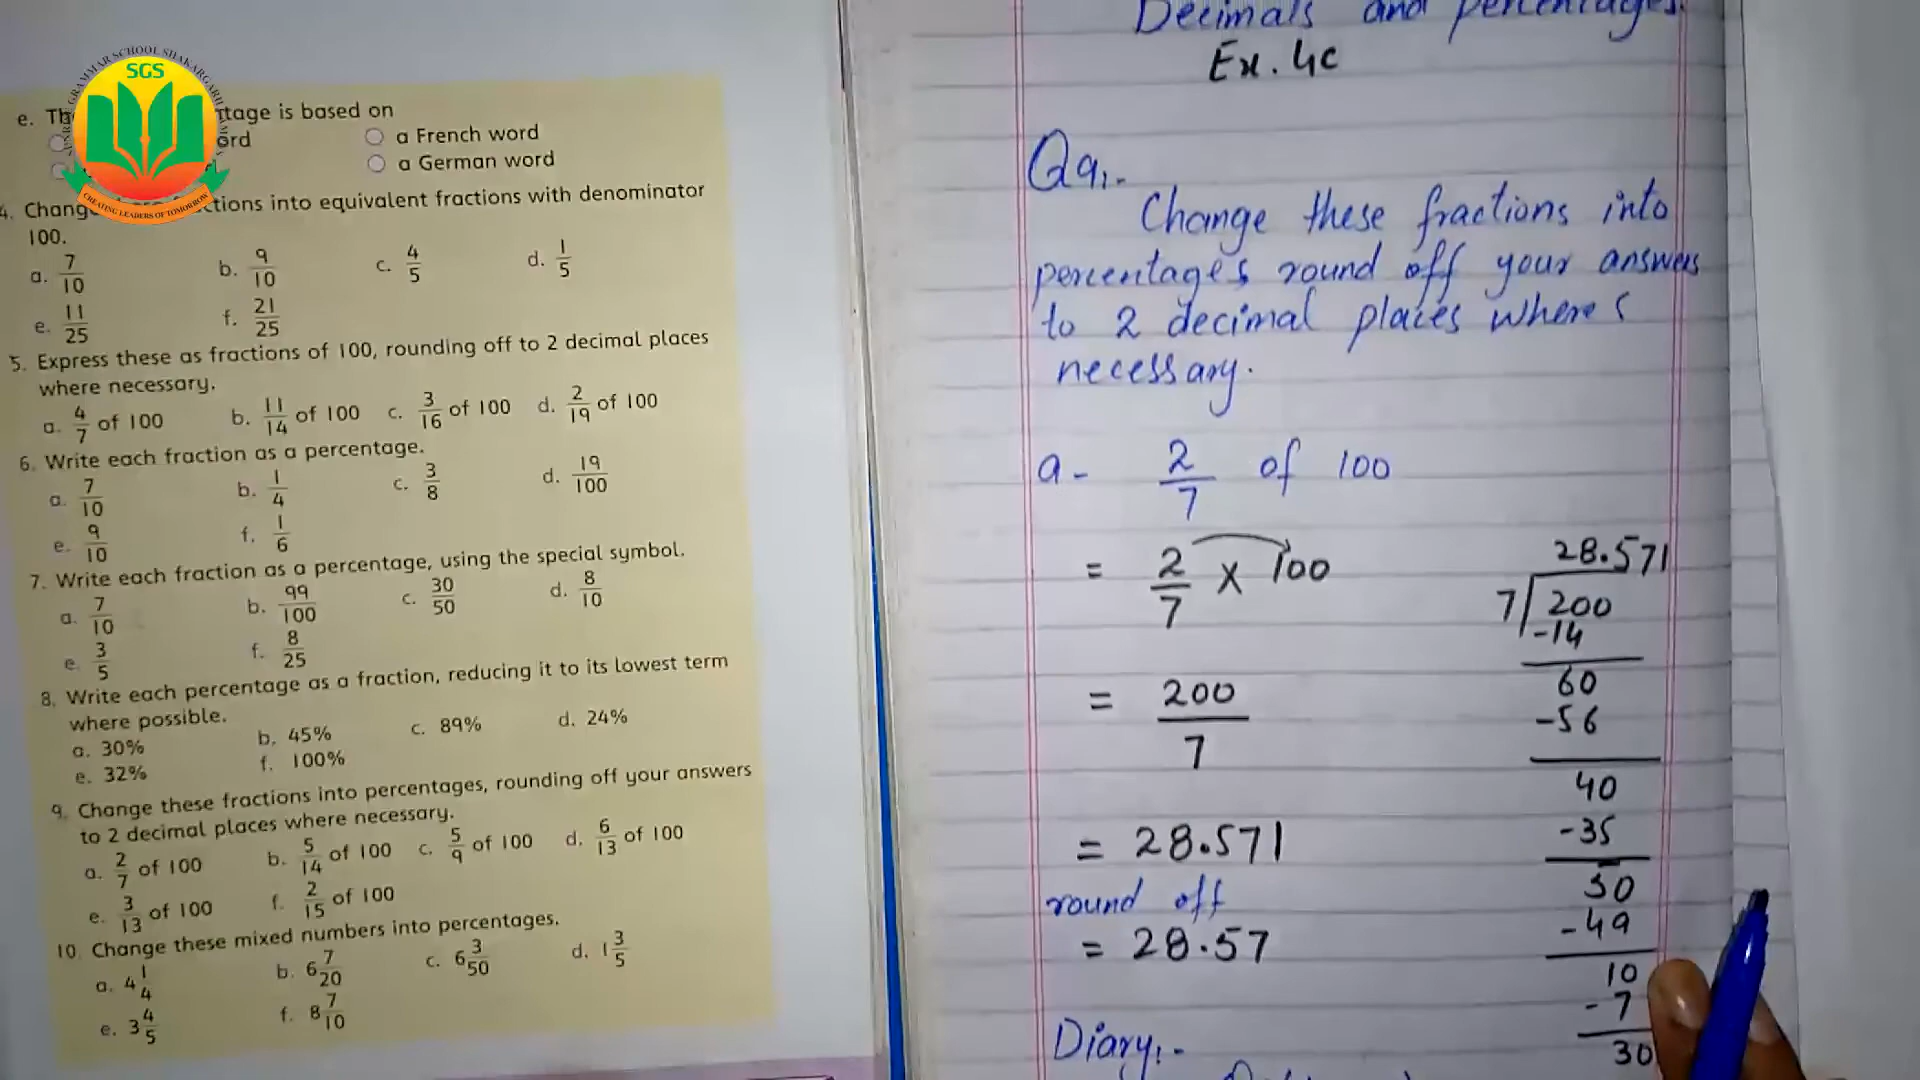 SGS
CREATING LEADERS OF TOMORROW
e. Th tage is based on
ord a French word
a German word
4. Chang ctions into equivalent fractions with denominator
100.
a. 7/10 b. 9/10 c. 4/5 d. 1/5
e. 11/25 f. 21/25
5. Express these as fractions of 100, rounding off to 2 decimal places
where necessary.
a. 4/7 of 100 b. 11/14 of 100 c. 3/16 of 100 d. 2/19 of 100
6. Write each fraction as a percentage.
a. 7/10 b. 1/4 c. 3/8 d. 19/100
e. 9/10 f. 1/6
7. Write each fraction as a percentage, using the special symbol.
a. 7/10 b. 99/100 c. 30/50 d. 8/10
e. 3/5 f. 8/25
8. Write each percentage as a fraction, reducing it to its lowest term
where possible.
a. 30% b. 45% c. 89% d. 24%
e. 32% f. 100%
9. Change these fractions into percentages, rounding off your answers
to 2 decimal places where necessary.
a. 2/7 of 100 b. 5/14 of 100 c. 5/9 of 100 d. 6/13 of 100
e. 3/13 of 100 f. 2/15 of 100
10. Change these mixed numbers into percentages.
a. 4 1/4 b. 6 7/20 c. 6 3/50 d. 1 3/5
e. 3 4/5 f. 8 7/10
Decimals and percentages
Ex. 4c
Q9.-
Change these fractions into
percentages round off your answers
to 2 decimal places where
necessary.
a- 2/7 of 100
= 2/7 x 100
= 200/7
= 28.571
round off
= 28.57
Diary:-
28.571
7 200
-14
60
-56
40
-35
50
-49
10
-7
30